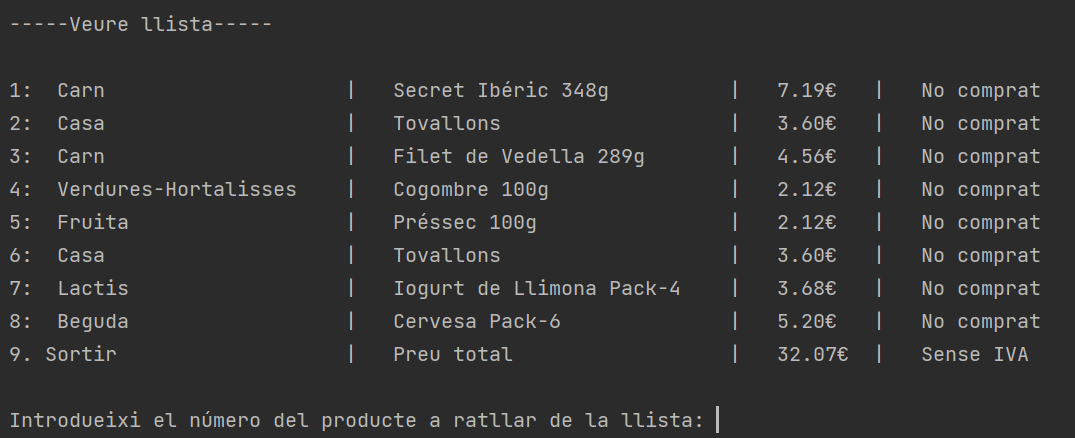 -----Veure llista-----
1:  Carn                    |   Secret Ibéric 348g          |   7.19€   |   No comprat
2:  Casa                    |   Tovallons                   |   3.60€   |   No comprat
3:  Carn                    |   Filet de Vedella 289g       |   4.56€   |   No comprat
4:  Verdures-Hortalisses    |   Cogombre 100g               |   2.12€   |   No comprat
5:  Fruita                  |   Préssec 100g                |   2.12€   |   No comprat
6:  Casa                    |   Tovallons                   |   3.60€   |   No comprat
7:  Lactis                  |   Iogurt de Llimona Pack-4    |   3.68€   |   No comprat
8:  Beguda                  |   Cervesa Pack-6              |   5.20€   |   No comprat
9. Sortir                   |   Preu total                  |   32.07€  |   Sense IVA
Introdueixi el número del producte a ratllar de la llista: